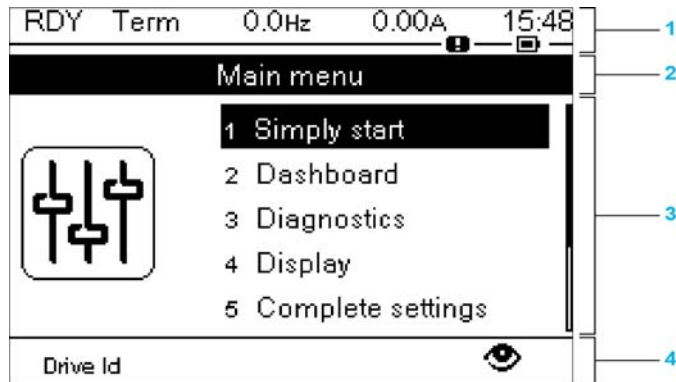 RDY Term 0.0Hz 0.00A 15:48
1
Main menu
2
1 Simply start
2 Dashboard
3 Diagnostics
3
4 Display
5 Complete settings
Drive Id
4